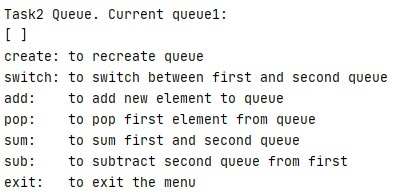 Task2 Queue. Current queue1:
[ ]
create: to recreate queue
switch: to switch between first and second queue
add:    to add new element to queue
pop:    to pop first element from queue
sum:    to sum first and second queue
sub:    to subtract second queue from first
exit:   to exit the menu